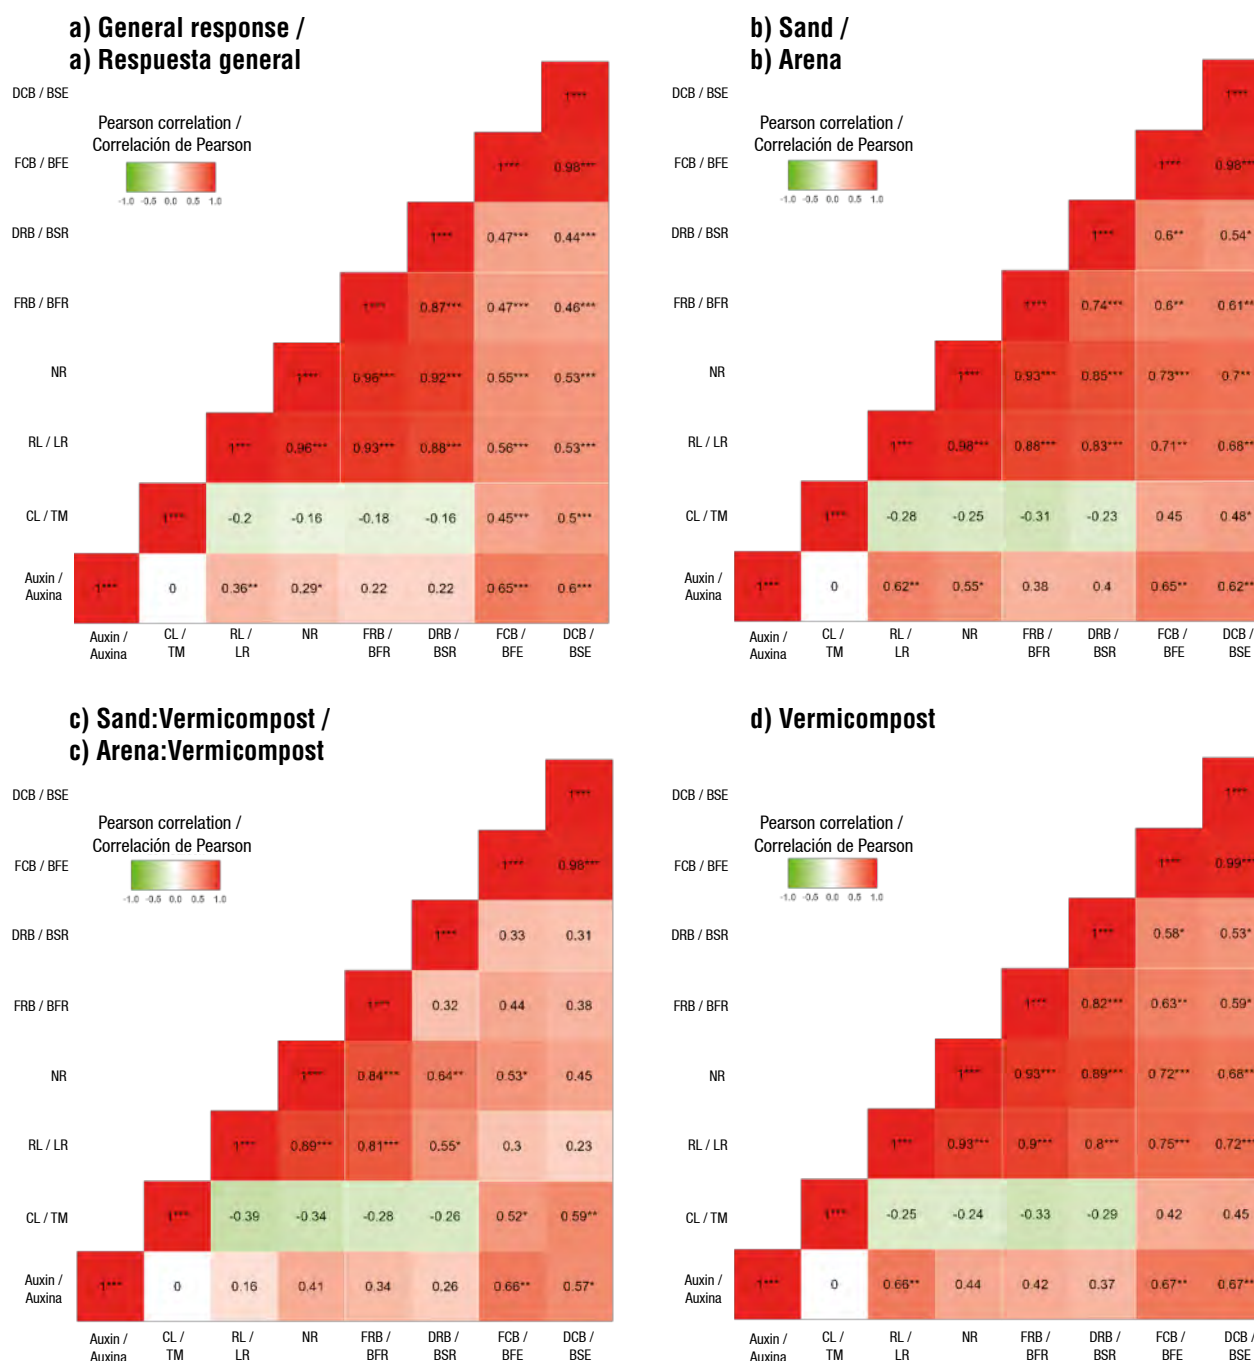 a) General response /
a) Respuesta general
DCB / BSE
1***
Pearson correlation /
Correlación de Pearson
-1.0 -0.5 0.0 0.5 1.0
FCB / BFE
1*** 0.98***
DRB / BSR
1*** 0.47*** 0.44***
FRB / BFR
1*** 0.87*** 0.47*** 0.46***
NR
1*** 0.96*** 0.92*** 0.55*** 0.53***
RL / LR
1*** 0.96*** 0.93*** 0.88*** 0.56*** 0.53***
CL / TM
1*** -0.2 -0.16 -0.18 -0.16 0.45*** 0.5***
Auxin /
Auxina
1*** 0 0.36** 0.29* 0.22 0.22 0.65*** 0.6***
Auxin / CL / RL / NR FRB / DRB / FCB / DCB /
Auxina TM LR BFR BSR BFE BSE
b) Sand /
b) Arena
DCB / BSE
1***
Pearson correlation /
Correlación de Pearson
-1.0 -0.5 0.0 0.5 1.0
FCB / BFE
1*** 0.98***
DRB / BSR
1*** 0.6** 0.54*
FRB / BFR
1*** 0.74*** 0.6** 0.61**
NR
1*** 0.93*** 0.85*** 0.73*** 0.7**
RL / LR
1*** 0.98*** 0.88*** 0.83*** 0.71** 0.68**
CL / TM
1*** -0.28 -0.25 -0.31 -0.23 0.45 0.48*
Auxin /
Auxina
1*** 0 0.62** 0.55* 0.38 0.4 0.65** 0.62**
Auxin / CL / RL / NR FRB / DRB / FCB / DCB /
Auxina TM LR BFR BSR BFE BSE
c) Sand:Vermicompost /
c) Arena:Vermicompost
DCB / BSE
1***
Pearson correlation /
Correlación de Pearson
-1.0 -0.5 0.0 0.5 1.0
FCB / BFE
1*** 0.98***
DRB / BSR
1*** 0.33 0.31
FRB / BFR
1*** 0.32 0.44 0.38
NR
1*** 0.84*** 0.64** 0.53* 0.45
RL / LR
1*** 0.89*** 0.81*** 0.55* 0.3 0.23
CL / TM
1*** -0.39 -0.34 -0.28 -0.26 0.52* 0.59**
Auxin /
Auxina
1*** 0 0.16 0.41 0.34 0.26 0.66** 0.57*
Auxin / CL / RL / NR FRB / DRB / FCB / DCB /
Auxina TM LR BFR BSR BFE BSE
d) Vermicompost
DCB / BSE
1***
Pearson correlation /
Correlación de Pearson
-1.0 -0.5 0.0 0.5 1.0
FCB / BFE
1*** 0.99***
DRB / BSR
1*** 0.58* 0.53*
FRB / BFR
1*** 0.82*** 0.63** 0.59*
NR
1*** 0.93*** 0.89*** 0.72*** 0.68**
RL / LR
1*** 0.93*** 0.9*** 0.8*** 0.75*** 0.72***
CL / TM
1*** -0.25 -0.24 -0.33 -0.29 0.42 0.45
Auxin /
Auxina
1*** 0 0.66** 0.44 0.42 0.37 0.67** 0.67**
Auxin / CL / RL / NR FRB / DRB / FCB / DCB /
Auxina TM LR BFR BSR BFE BSE